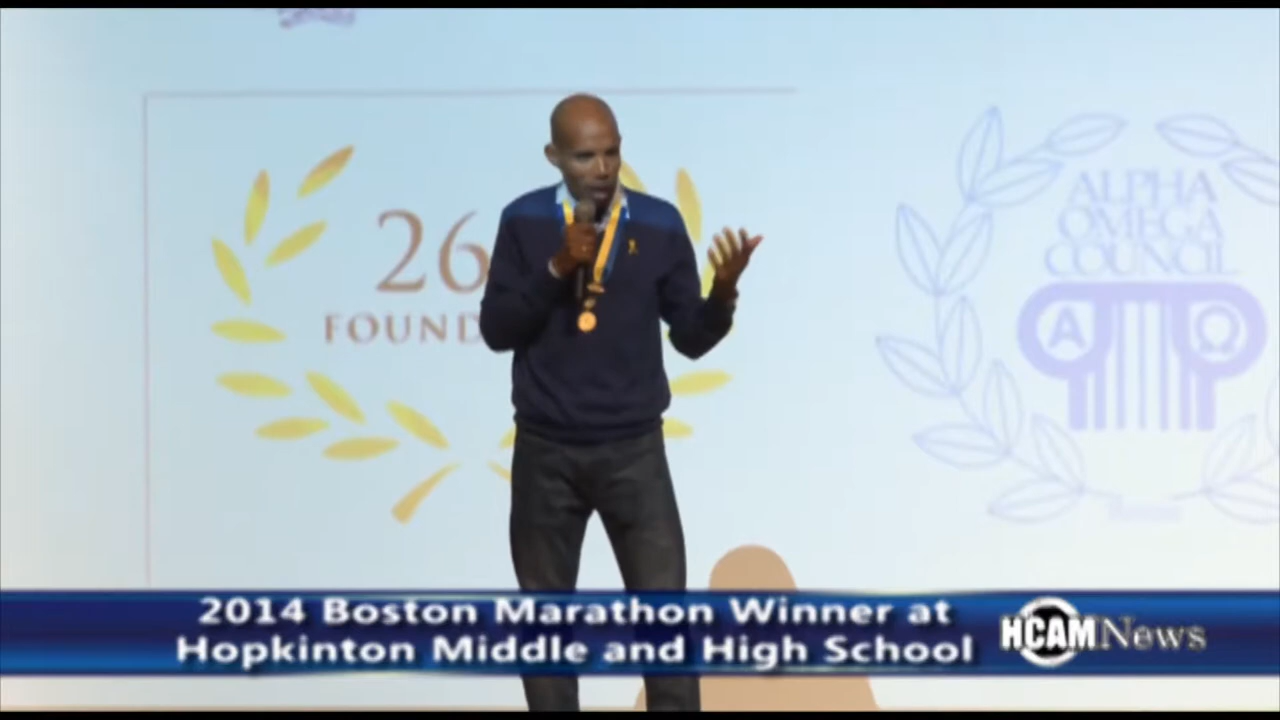 26
FOUND
ALPHA
OMEGA
COUNCIL
Α Ω
2014 Boston Marathon Winner at
Hopkinton Middle and High School
HCAM News